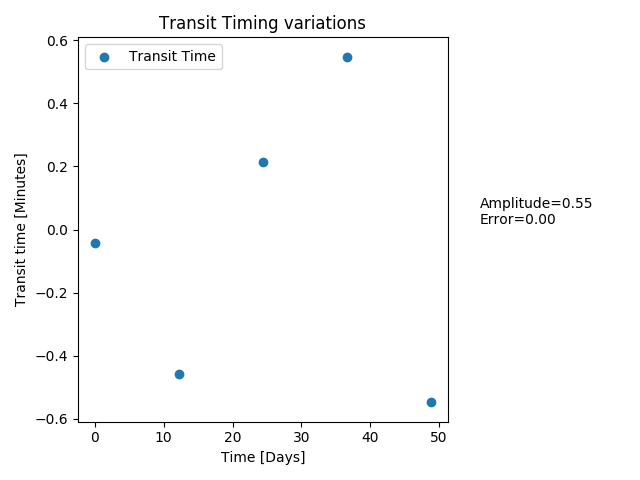 Transit Timing variations
Transit Time
0.6
0.4
0.2
0.0
−0.2
−0.4
−0.6
Transit time [Minutes]
0
10
20
30
40
50
Time [Days]
Amplitude=0.55
Error=0.00